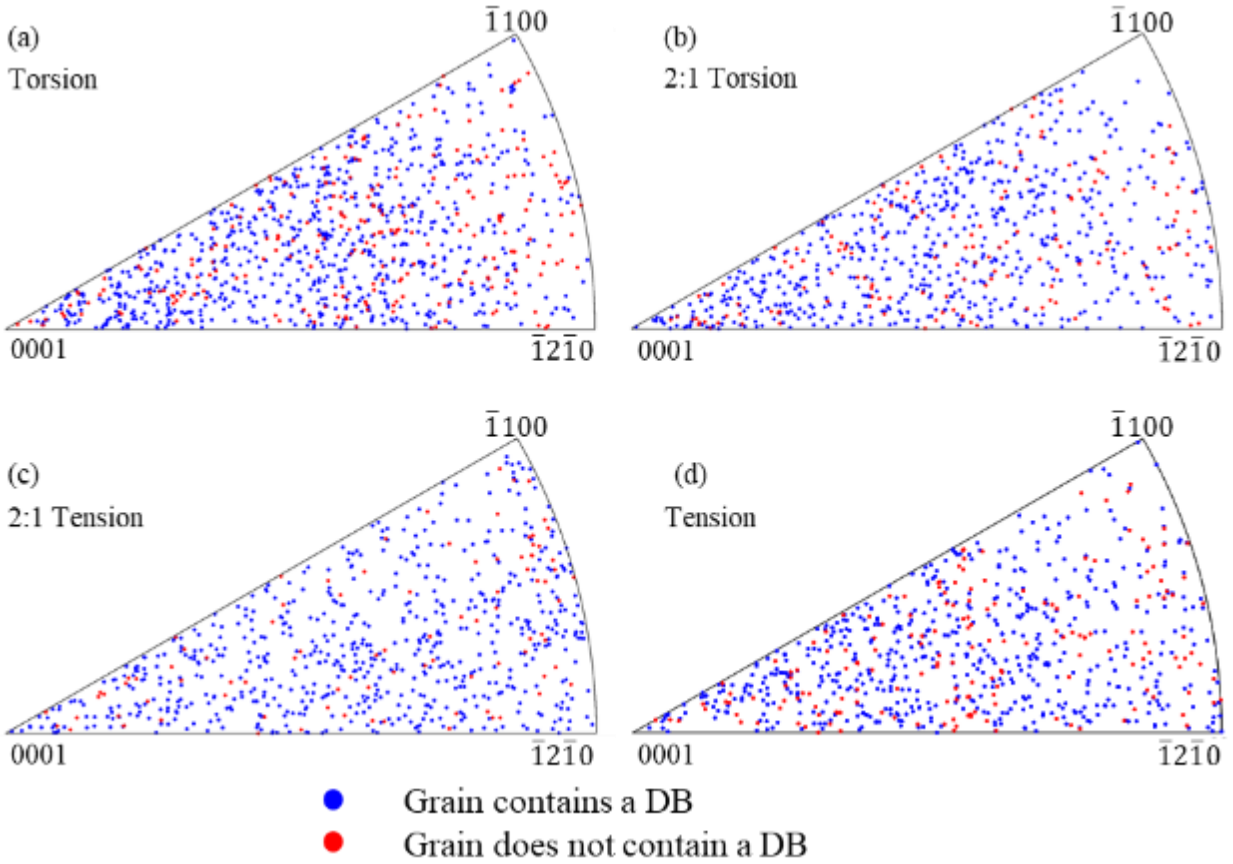 (a)
Torsion
1̅100
0001
1̅21̅0
(b)
2:1 Torsion
1̅100
0001
1̅21̅0
(c)
2:1 Tension
1̅100
0001
1̅21̅0
(d)
Tension
1̅100
0001
1̅21̅0
Grain contains a DB
Grain does not contain a DB